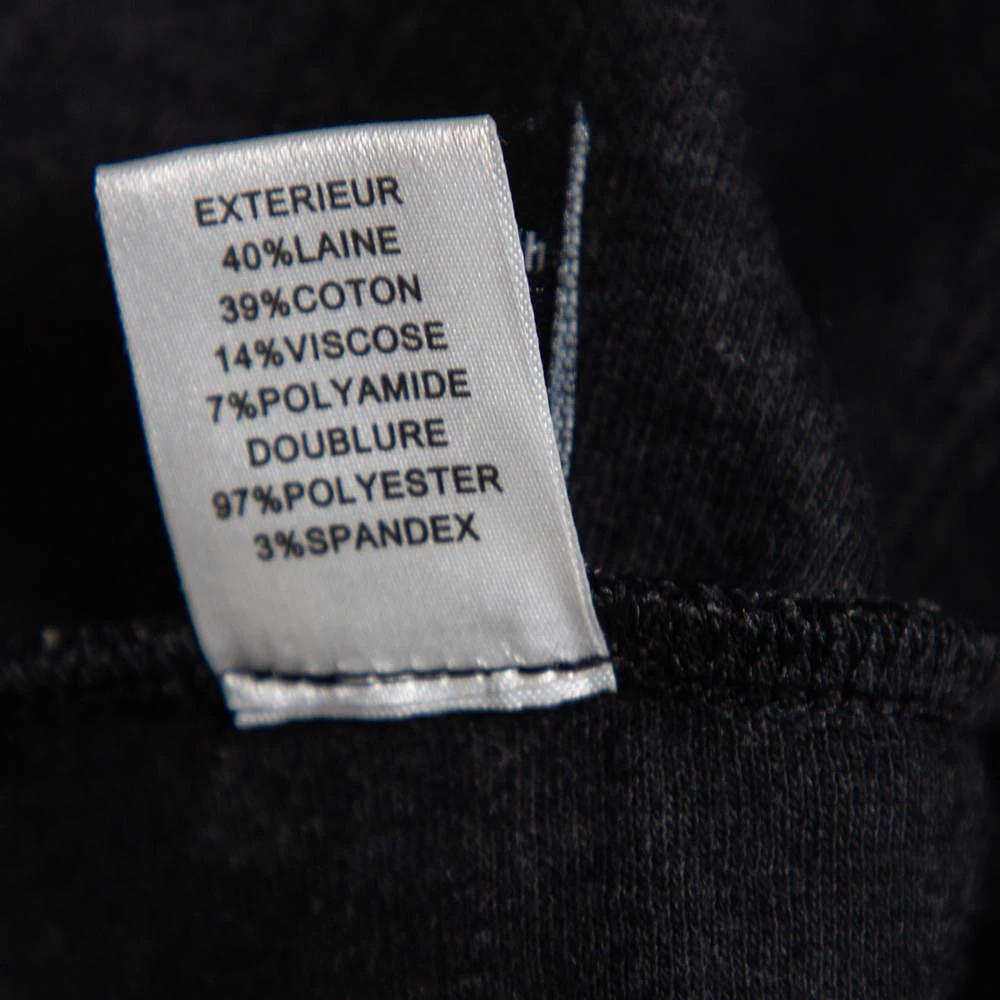 EXTERIEUR
40%LAINE
39%COTON
14%VISCOSE
7%POLYAMIDE
DOUBLURE
97%POLYESTER
3%SPANDEX